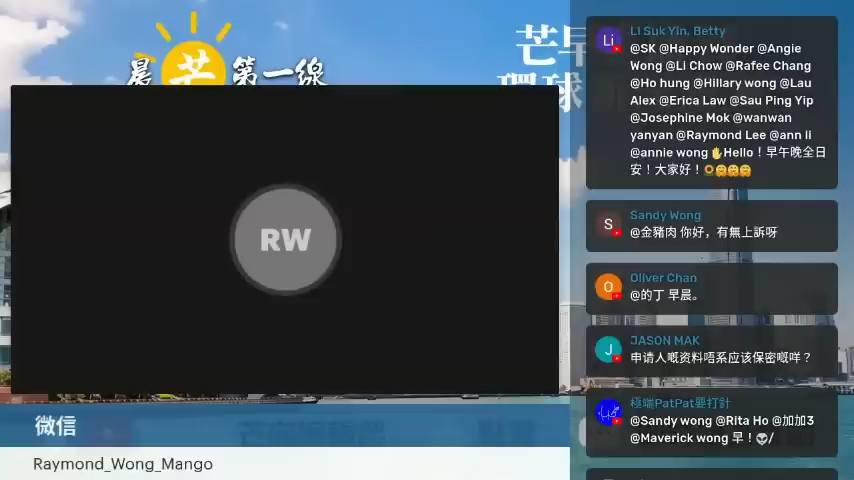 晨芒第一線
芒早
環球
RW
微信
Raymond_Wong_Mango
Li
Li Suk Yin, Betty
@SK @Happy Wonder @Angie
Wong @Li Chow @Rafee Chang
@Ho hung @Hillary wong @Lau
Alex @Erica Law @Sau Ping Yip
@Josephine Mok @wanwan
yanyan @Raymond Lee @ann li
@annie wong✋Hello！早午晚全日
安！大家好！🌻🤗🤗🤗
S
Sandy Wong
@金豬肉 你好，有無上訴呀
O
Oliver Chan
@的丁 早晨。
J
JASON MAK
申请人嘅资料唔系应该保密嘅咩？
極端PatPat要打針
@Sandy wong @Rita Ho @加加3
@Maverick wong 早！💀/